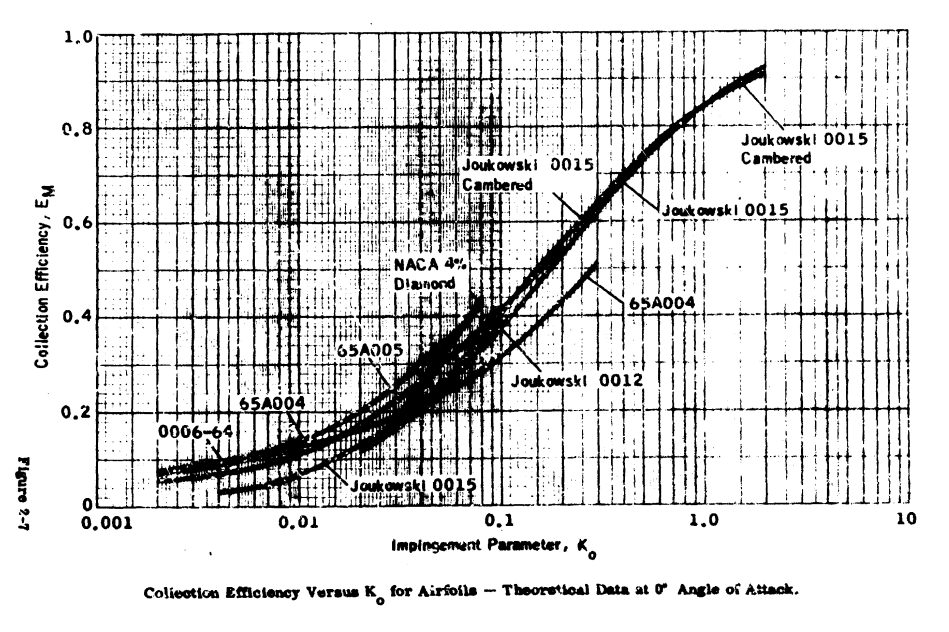 1.0
0.8
0.6
0.4
0.2
0
Collection Efficiency, E_M
Joukowski 0015
Cambered
Joukowski 0015
Cambered
Joukowski 0015
NACA 4%
Diamond
65A004
65A005
Joukowski 0012
65A004
0006-64
Joukowski 0015
0.001 0.01 0.1 1.0 10
Impingement Parameter, K_o
Figure 2-7
Collection Efficiency Versus K_o for Airfoils — Theoretical Data at 0° Angle of Attack.